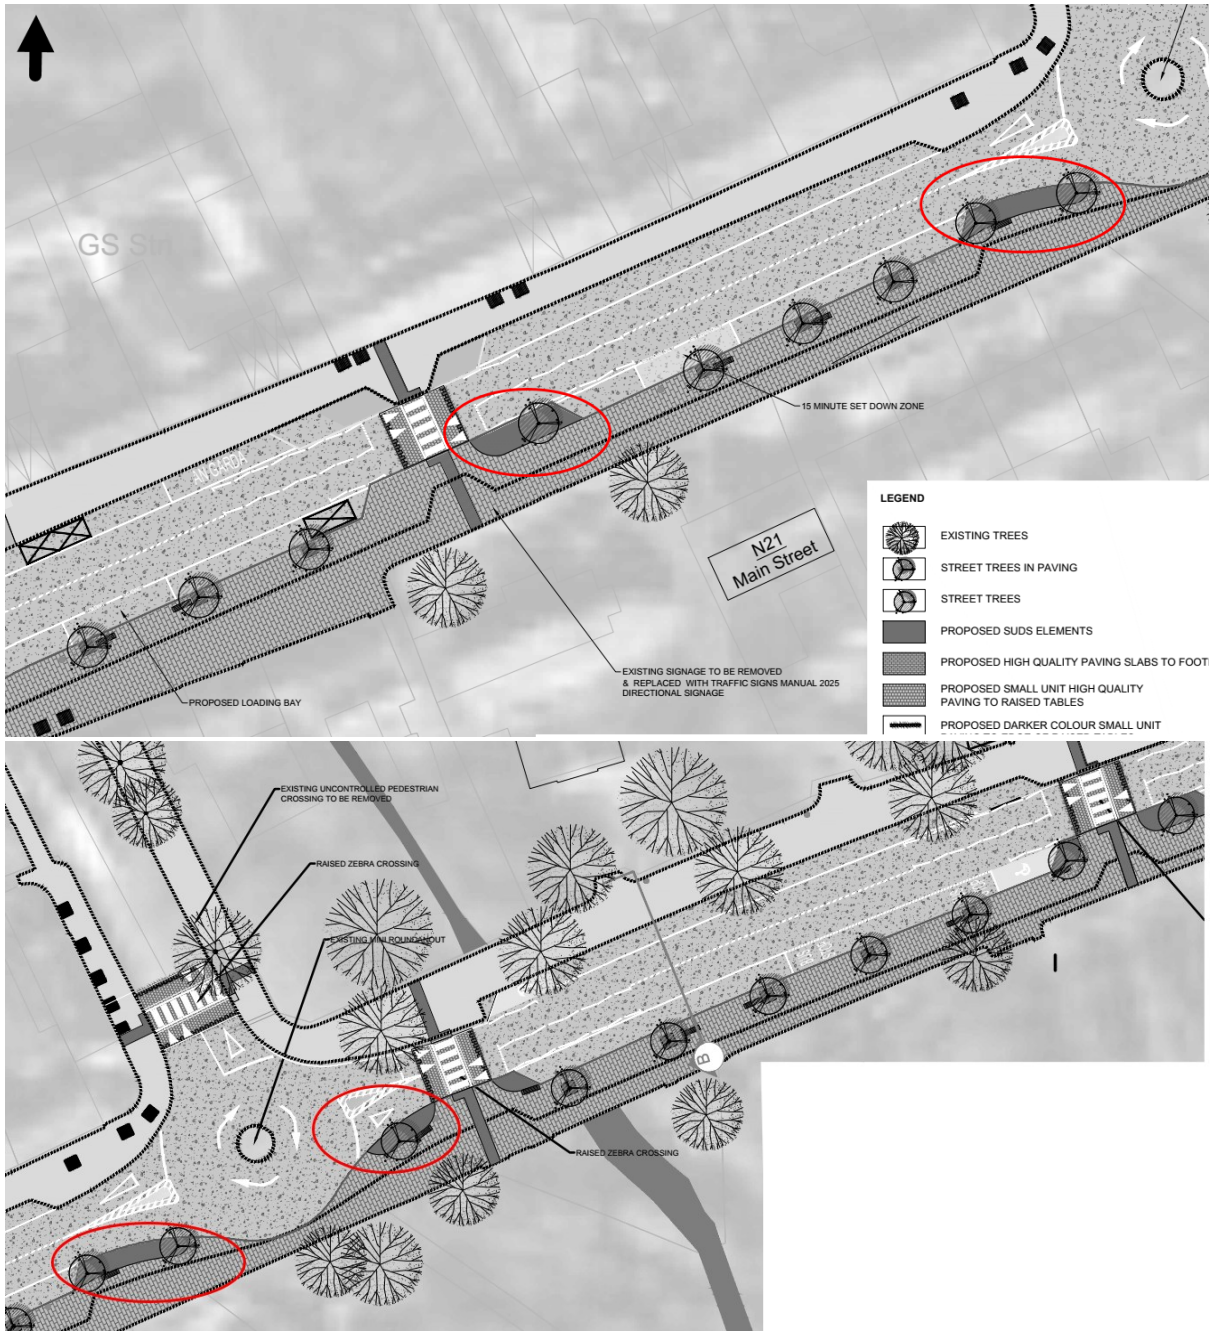 GS Stri
15 MINUTE SET DOWN ZONE
N21
Main Street
EXISTING SIGNAGE TO BE REMOVED
& REPLACED WITH TRAFFIC SIGNS MANUAL 2025
DIRECTIONAL SIGNAGE
PROPOSED LOADING BAY
LEGEND
EXISTING TREES
STREET TREES IN PAVING
STREET TREES
PROPOSED SUDS ELEMENTS
PROPOSED HIGH QUALITY PAVING SLABS TO FOOT
PROPOSED SMALL UNIT HIGH QUALITY
PAVING TO RAISED TABLES
PROPOSED DARKER COLOUR SMALL UNIT
EXISTING UNCONTROLLED PEDESTRIAN
CROSSING TO BE REMOVED
RAISED ZEBRA CROSSING
EXISTING MINI ROUNDABOUT
B
RAISED ZEBRA CROSSING